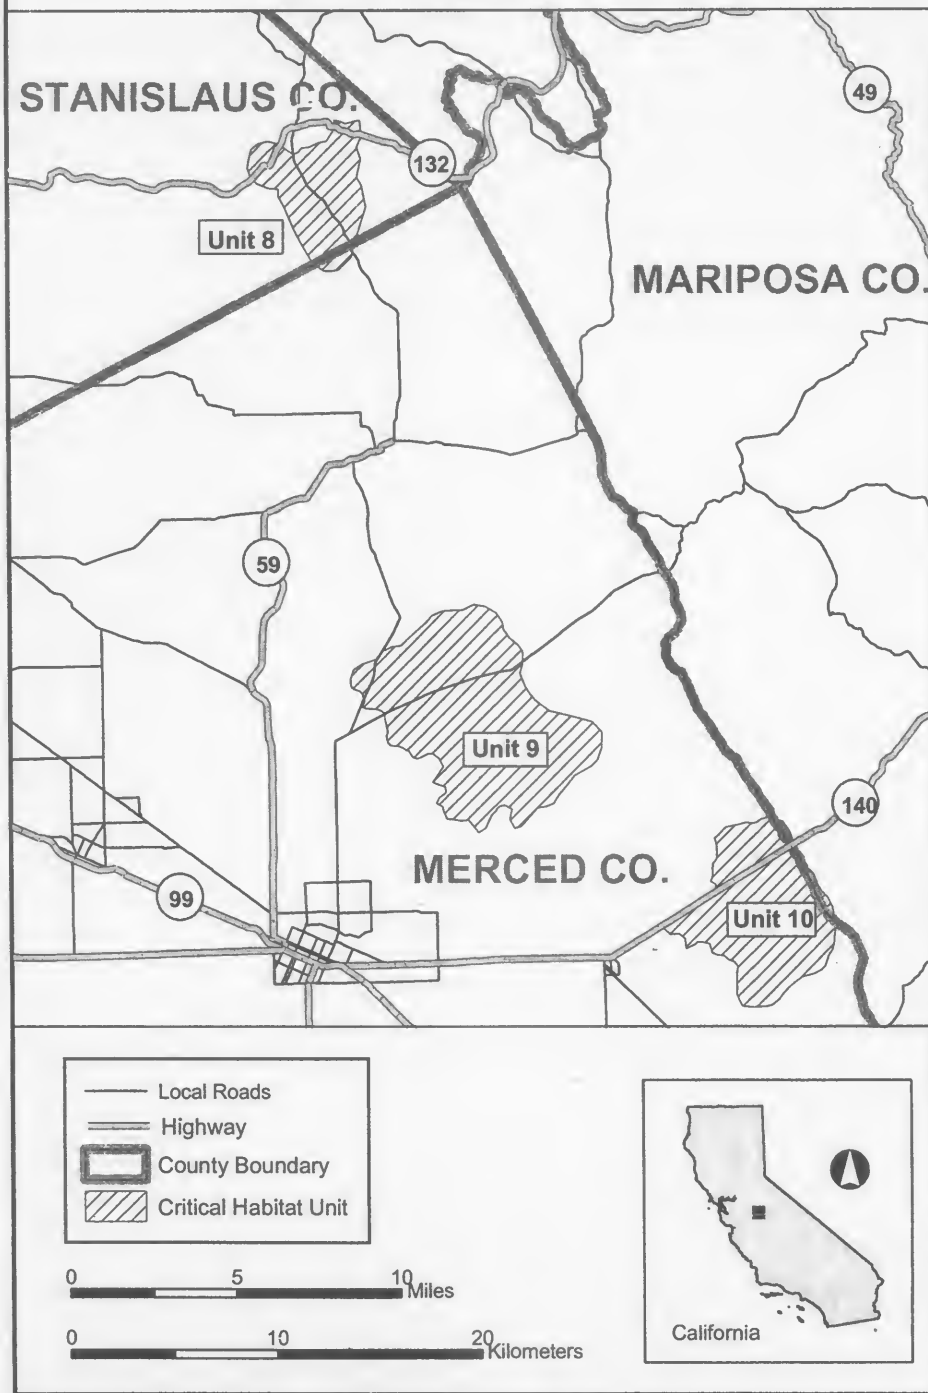 STANISLAUS CO.
49
132
Unit 8
MARIPOSA CO.
59
Unit 9
140
MERCED CO.
99
Unit 10
Local Roads
Highway
County Boundary
Critical Habitat Unit
0 5 10 Miles
0 10 20 Kilometers
California